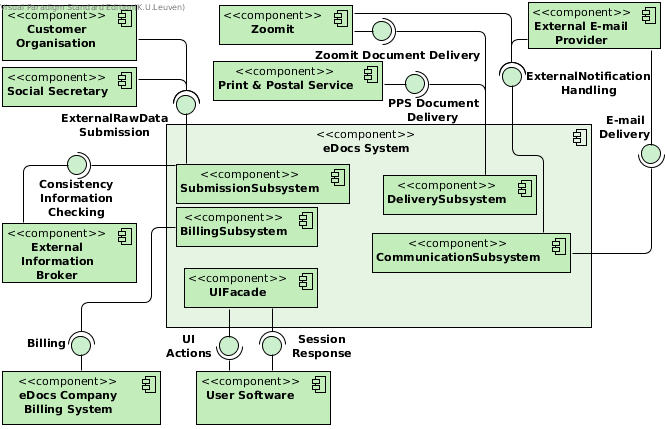 Visual Paradigm Standard Edition(K.U.Leuven)
<<component>>
Customer
Organisation
<<component>>
Zoomit
<<component>>
External E-mail
Provider
Zoomit Document Delivery
<<component>>
Social Secretary
<<component>>
Print & Postal Service
ExternalNotification
Handling
ExternalRawData
Submission
PPS Document
Delivery
E-mail
Delivery
<<component>>
eDocs System
Consistency
Information
Checking
<<component>>
SubmissionSubsystem
<<component>>
DeliverySubsystem
<<component>>
BillingSubsystem
<<component>>
External
Information
Broker
<<component>>
CommunicationSubsystem
<<component>>
UIFacade
Billing
UI
Actions
Session
Response
<<component>>
eDocs Company
Billing System
<<component>>
User Software